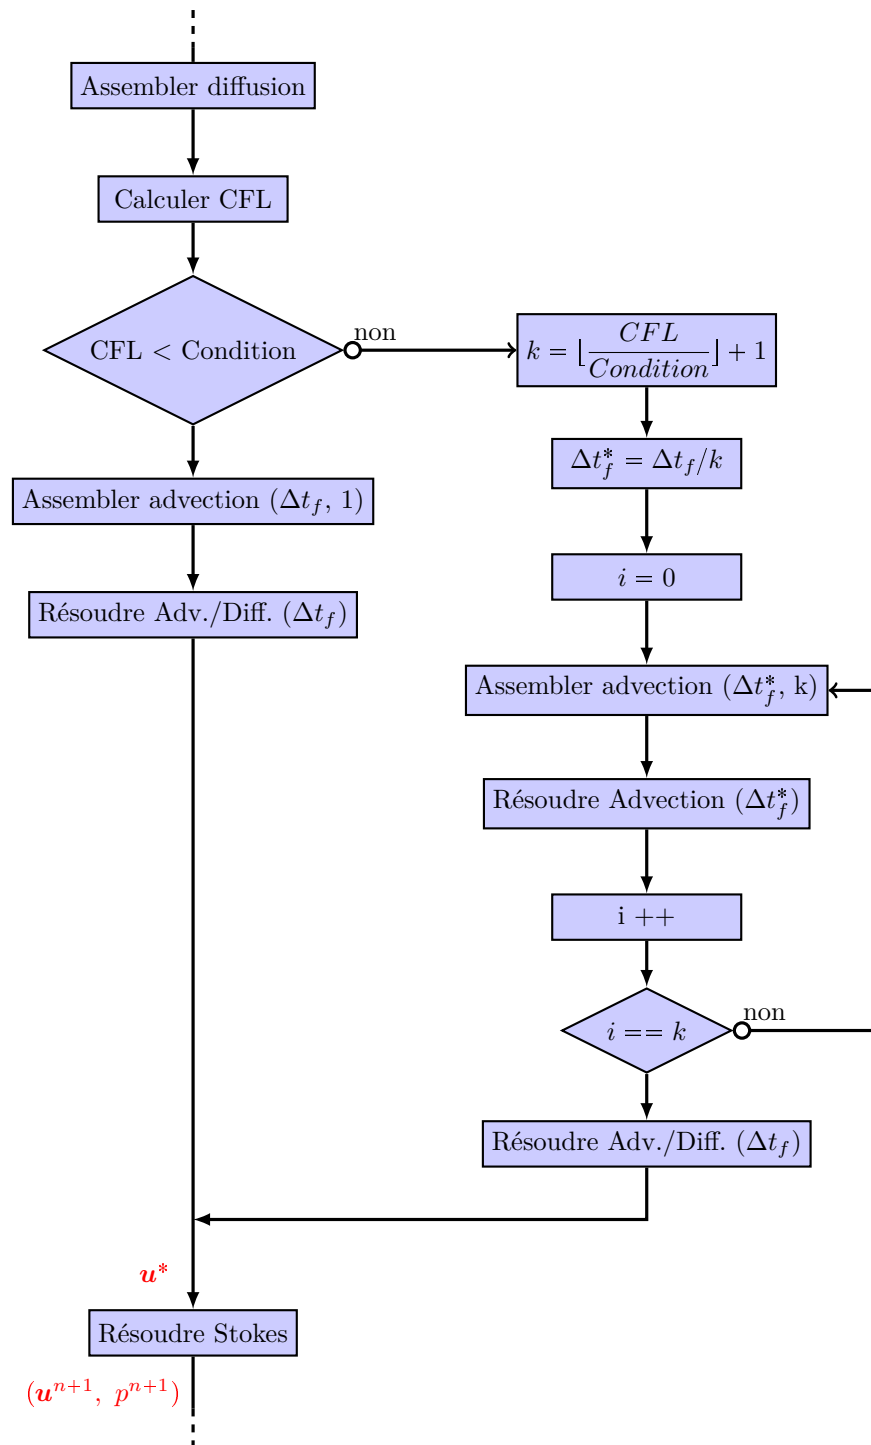 Assembler diffusion
Calculer CFL
CFL < Condition
non
k = ⌊CFL/Condition⌋ + 1
Δt*_f = Δt_f/k
Assembler advection (Δt_f, 1)
i = 0
Résoudre Adv./Diff. (Δt_f)
Assembler advection (Δt*_f, k)
Résoudre Advection (Δt*_f)
i ++
i == k
non
Résoudre Adv./Diff. (Δt_f)
u*
Résoudre Stokes
(u^{n+1}, p^{n+1})